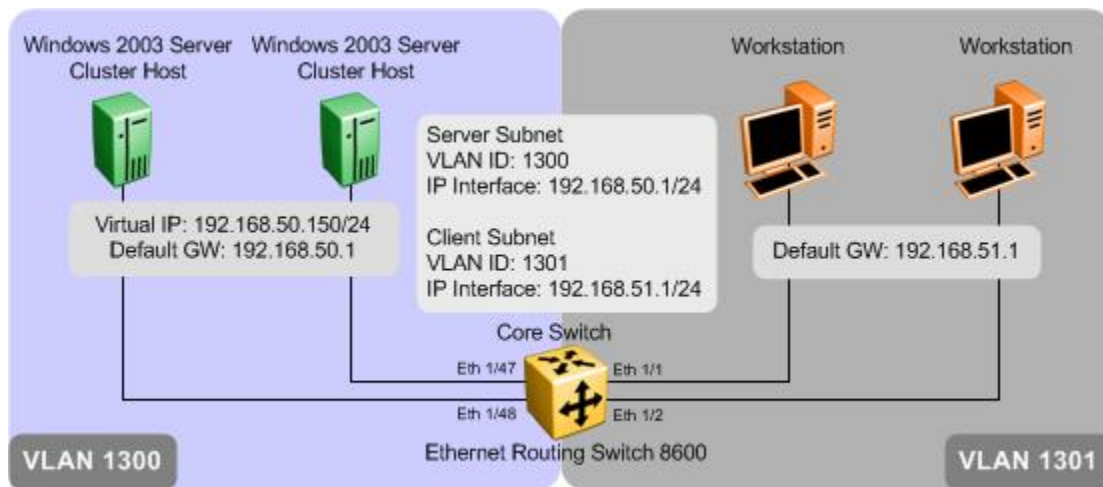 Windows 2003 Server
Cluster Host
Windows 2003 Server
Cluster Host
Workstation
Workstation
Server Subnet
VLAN ID: 1300
IP Interface: 192.168.50.1/24
Client Subnet
VLAN ID: 1301
IP Interface: 192.168.51.1/24
Virtual IP: 192.168.50.150/24
Default GW: 192.168.50.1
Default GW: 192.168.51.1
Core Switch
Eth 1/47
Eth 1/1
Eth 1/48
Eth 1/2
Ethernet Routing Switch 8600
VLAN 1300
VLAN 1301